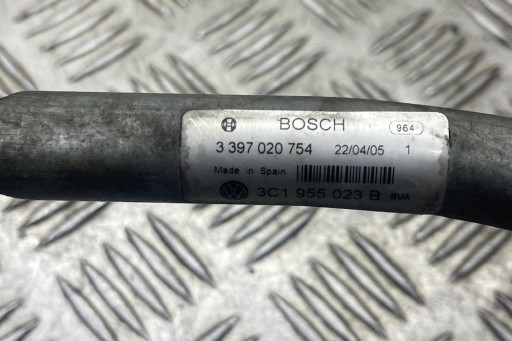 BOSCH 964
3 397 020 754 22/04/05 1
Made in Spain
3C1 955 023 B BVA